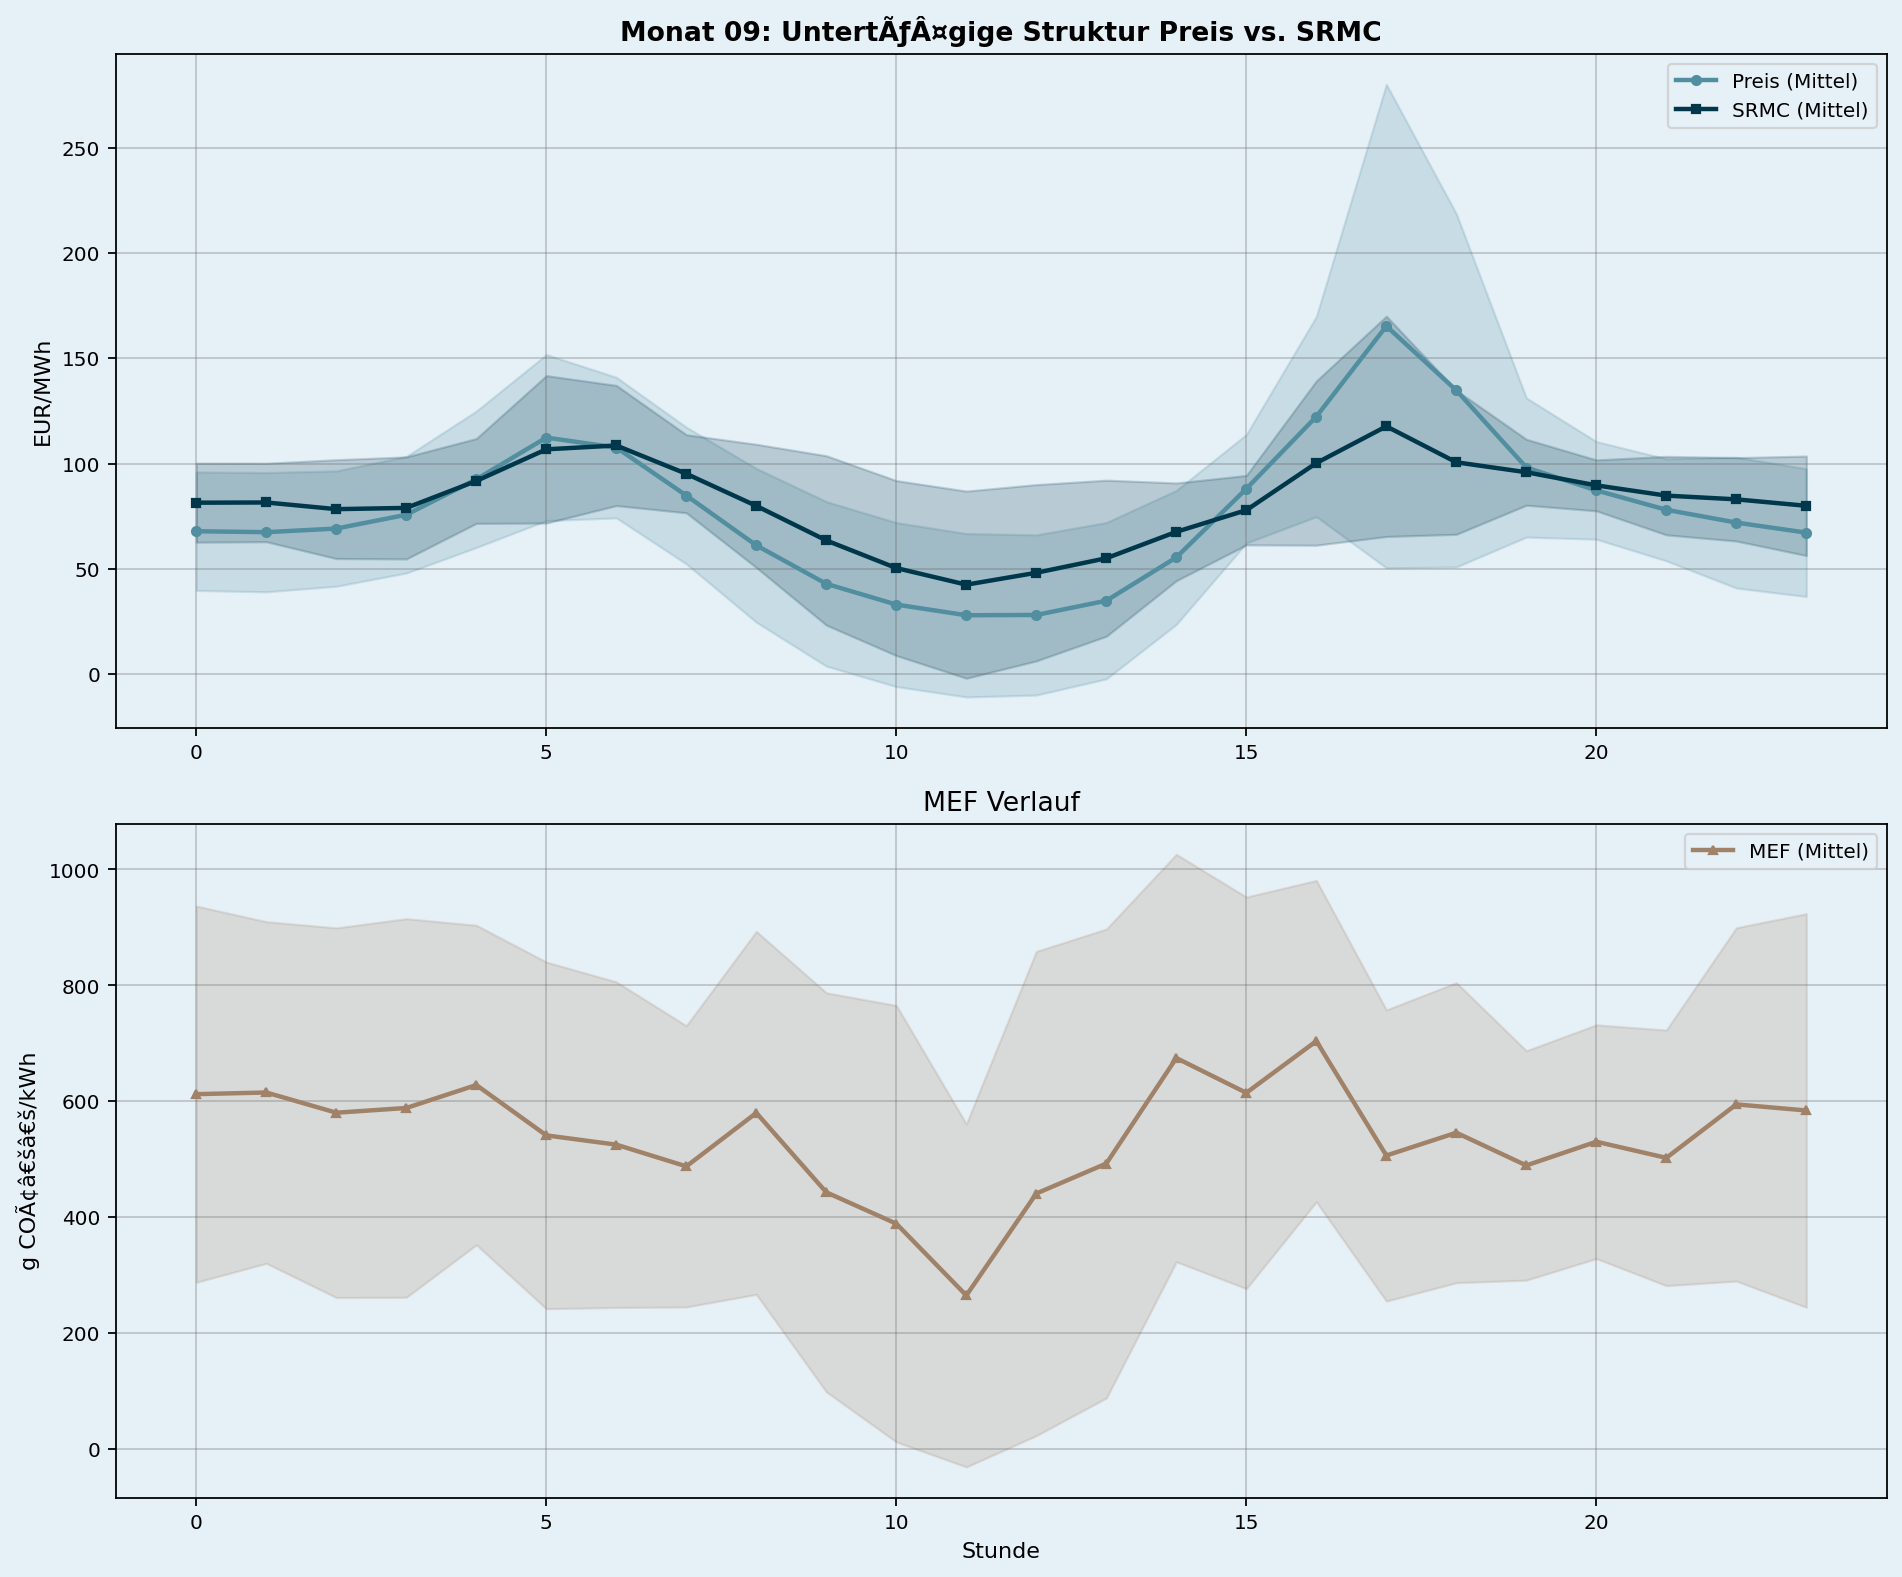 Monat 09: UntertÃƒÂ¤gige Struktur Preis vs. SRMC
Preis (Mittel)
SRMC (Mittel)
EUR/MWh
250
200
150
100
50
0
0 5 10 15 20
MEF Verlauf
MEF (Mittel)
g COÃ¢â€šâ€š/kWh
1000
800
600
400
200
0
0 5 10 15 20
Stunde